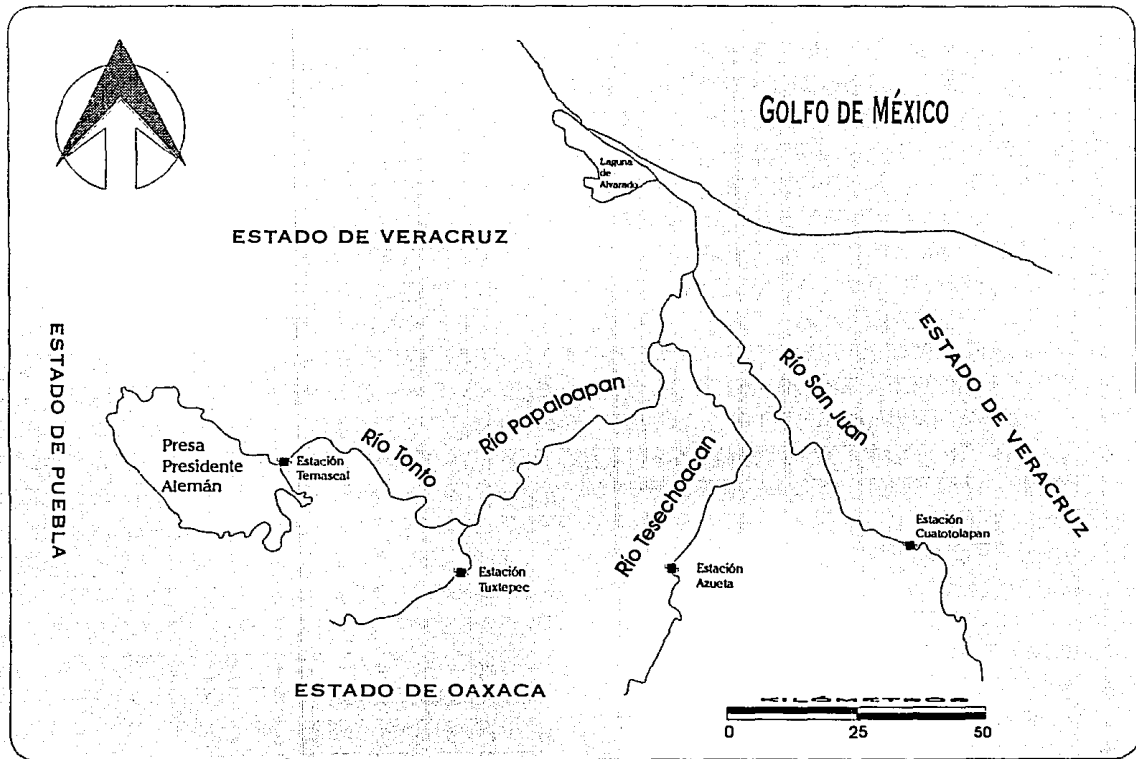 GOLFO DE MÉXICO
Laguna
de
Alvarado
ESTADO DE VERACRUZ
ESTADO DE PUEBLA
Presa
Presidente
Alemán
Estación
Temascal
Río Tonto
Río Papaloapan
Río San Juan
ESTADO DE VERACRUZ
Río Tesechoacan
Estación
Cuatotolapan
Estación
Tuxtepec
Estación
Azueta
ESTADO DE OAXACA
KILÓMETROS
0 25 50